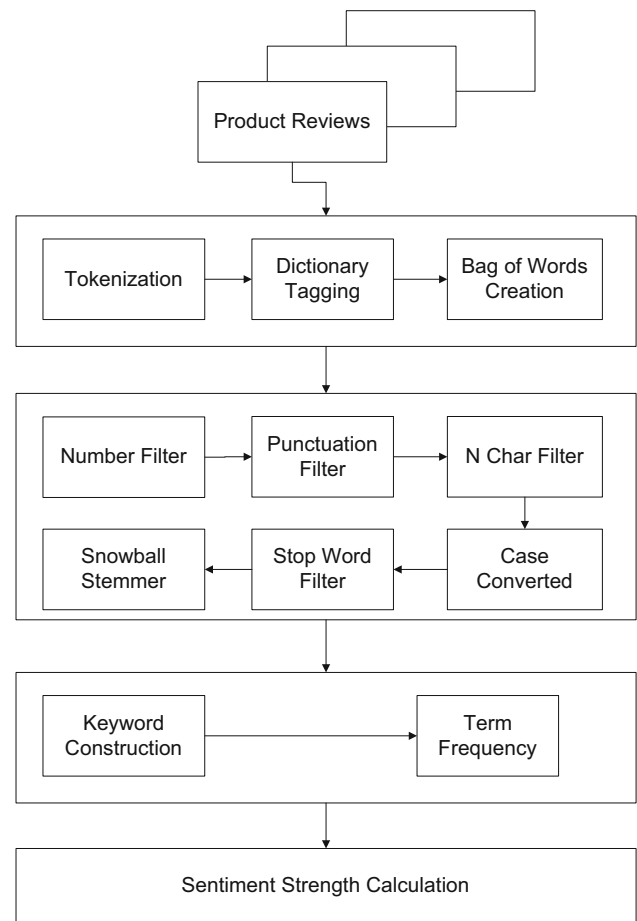 Product Reviews
Tokenization
Dictionary
Tagging
Bag of Words
Creation
Number Filter
Punctuation
Filter
N Char Filter
Snowball
Stemmer
Stop Word
Filter
Case
Converted
Keyword
Construction
Term
Frequency
Sentiment Strength Calculation